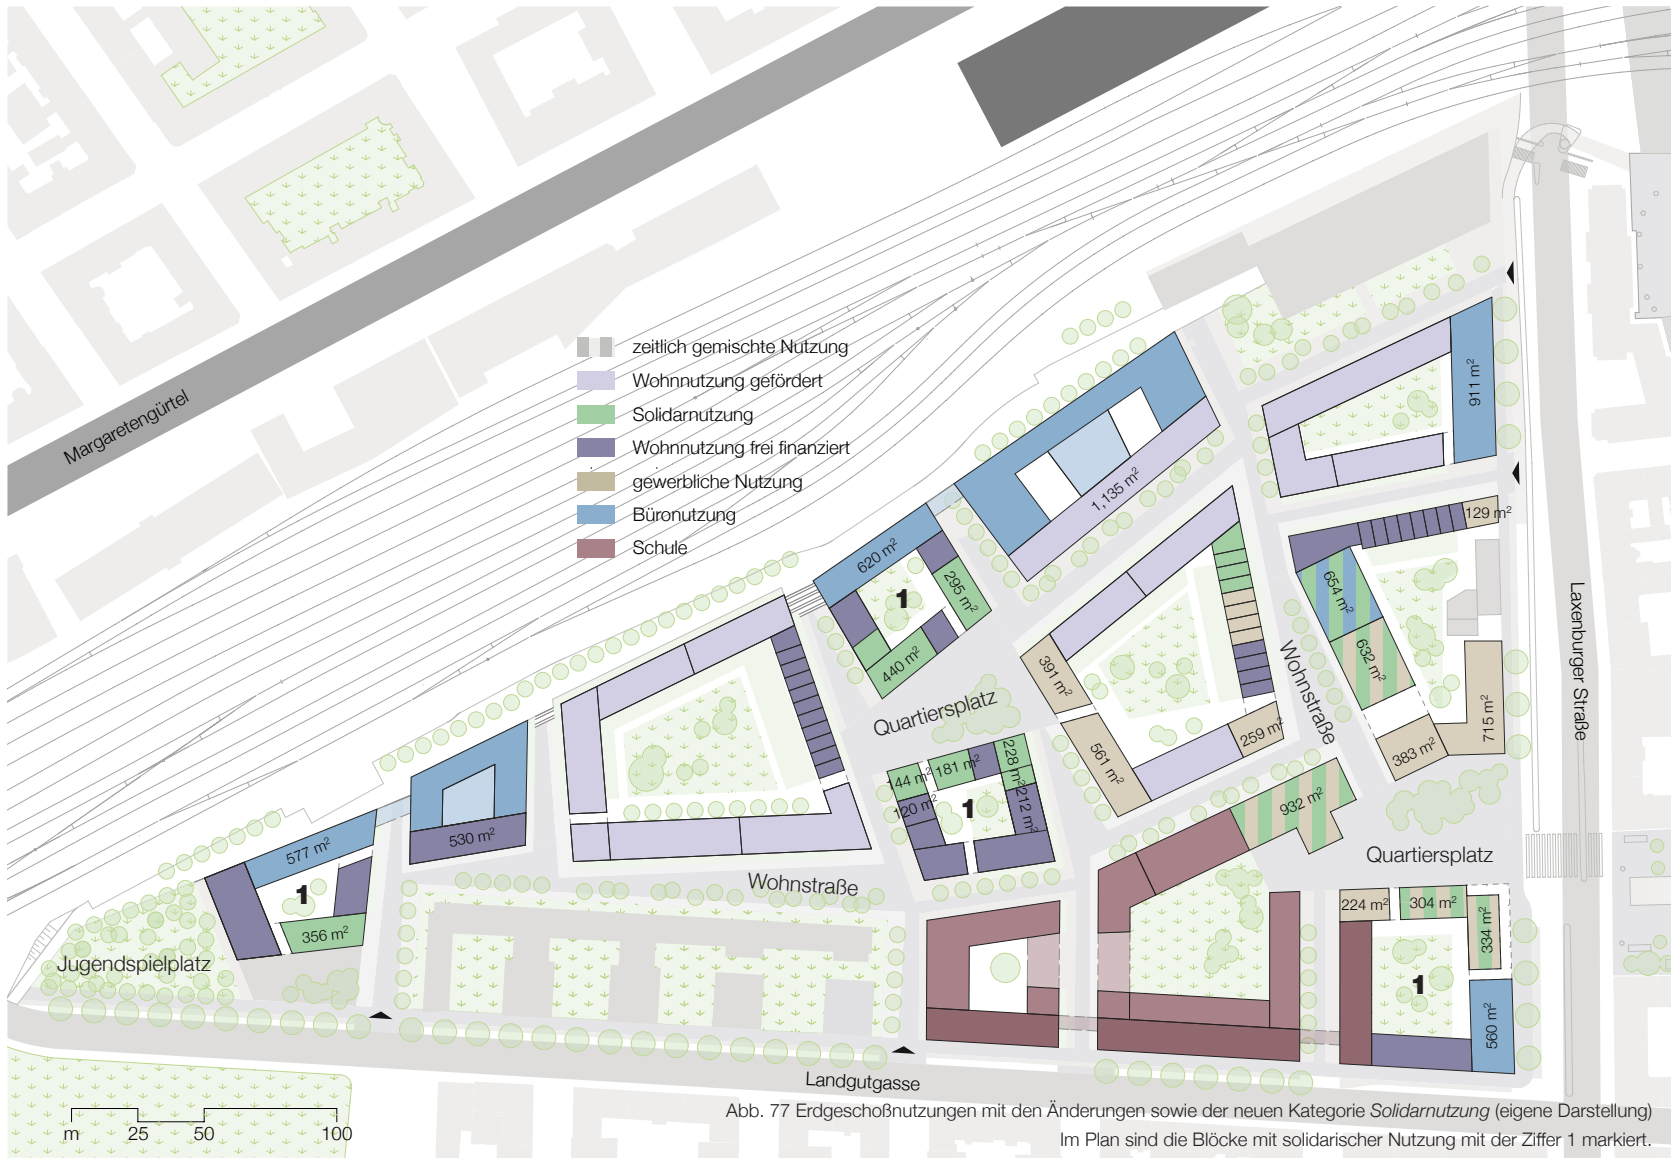 Margaretengürtel
zeitlich gemischte Nutzung
Wohnnutzung gefördert
Solidarnutzung
Wohnnutzung frei finanziert
gewerbliche Nutzung
Büronutzung
Schule
911 m²
1,135 m²
129 m²
620 m²
295 m²
1
440 m²
654 m²
632 m²
391 m²
Wohnstraße
Laxenburger Straße
Quartiersplatz
561 m²
259 m²
383 m²
715 m²
144 m²
181 m²
228 m²
120 m²
1
212 m²
932 m²
530 m²
577 m²
1
356 m²
Wohnstraße
Quartiersplatz
224 m²
304 m²
334 m²
1
560 m²
Jugendspielplatz
Landgutgasse
m 25 50 100
Abb. 77 Erdgeschoßnutzungen mit den Änderungen sowie der neuen Kategorie Solidarnutzung (eigene Darstellung)
Im Plan sind die Blöcke mit solidarischer Nutzung mit der Ziffer 1 markiert.